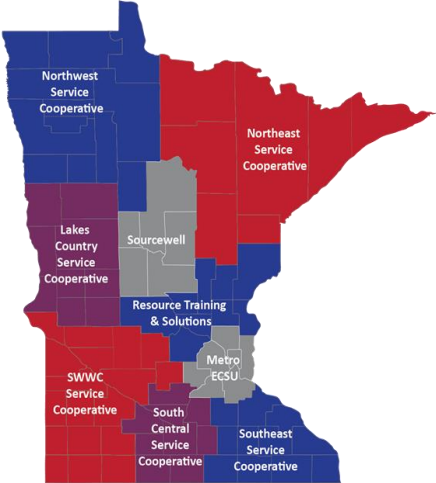 Northwest
Service
Cooperative
Northeast
Service
Cooperative
Lakes
Country
Service
Cooperative
Sourcewell
Resource Training
& Solutions
Metro
ECSU
SWWC
Service
Cooperative
South
Central
Service
Cooperative
Southeast
Service
Cooperative